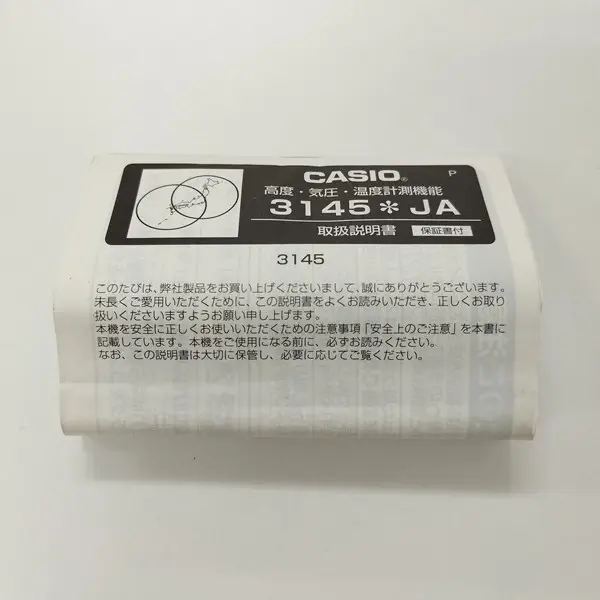 CASIO®
P
高度・気圧・温度計測機能
3145＊JA
取扱説明書 保証書付
3145
このたびは、弊社製品をお買い上げくださいまして、誠にありがとうございます。
末長くご愛用いただくために、この説明書をよくお読みいただき、正しくお取り
扱いくださいますようお願い申し上げます。
本機を安全に正しくお使いいただくための注意事項「安全上のご注意」を本書に
記載しています。本機をご使用になる前に、必ずお読みください。
なお、この説明書は大切に保管し、必要に応じてご覧ください。